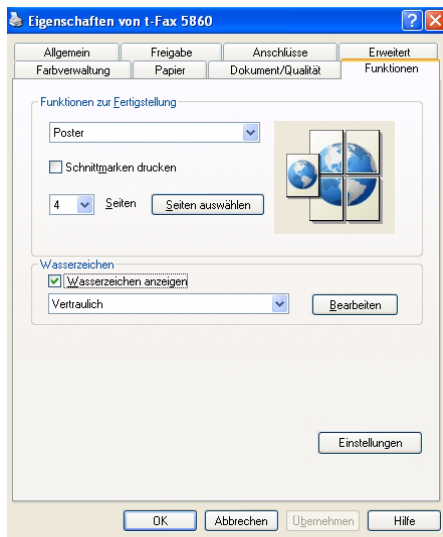 Eigenschaften von t-Fax 5860
Allgemein Freigabe Anschlüsse Erweitert
Farbverwaltung Papier Dokument/Qualität Funktionen
Funktionen zur Fertigstellung
Poster
Schnittmarken drucken
4 Seiten Seiten auswählen
Wasserzeichen
Wasserzeichen anzeigen
Vertraulich Bearbeiten
Einstellungen
OK Abbrechen Übernehmen Hilfe